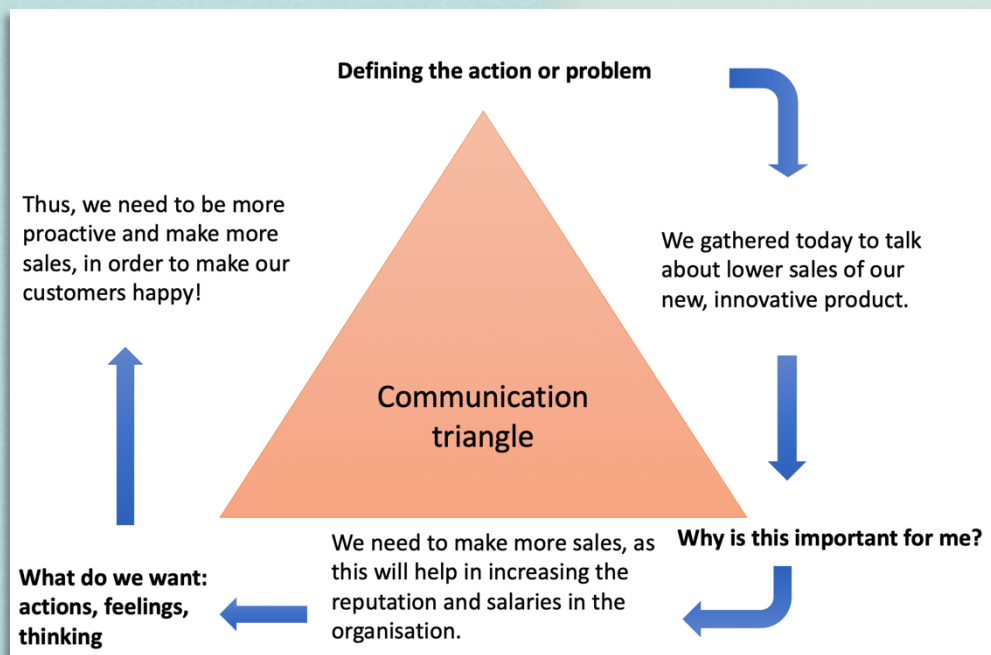 Defining the action or problem
We gathered today to talk
about lower sales of our
new, innovative product.
Why is this important for me?
We need to make more sales, as
this will help in increasing the
reputation and salaries in the
organisation.
What do we want:
actions, feelings,
thinking
Thus, we need to be more
proactive and make more
sales, in order to make our
customers happy!
Communication
triangle